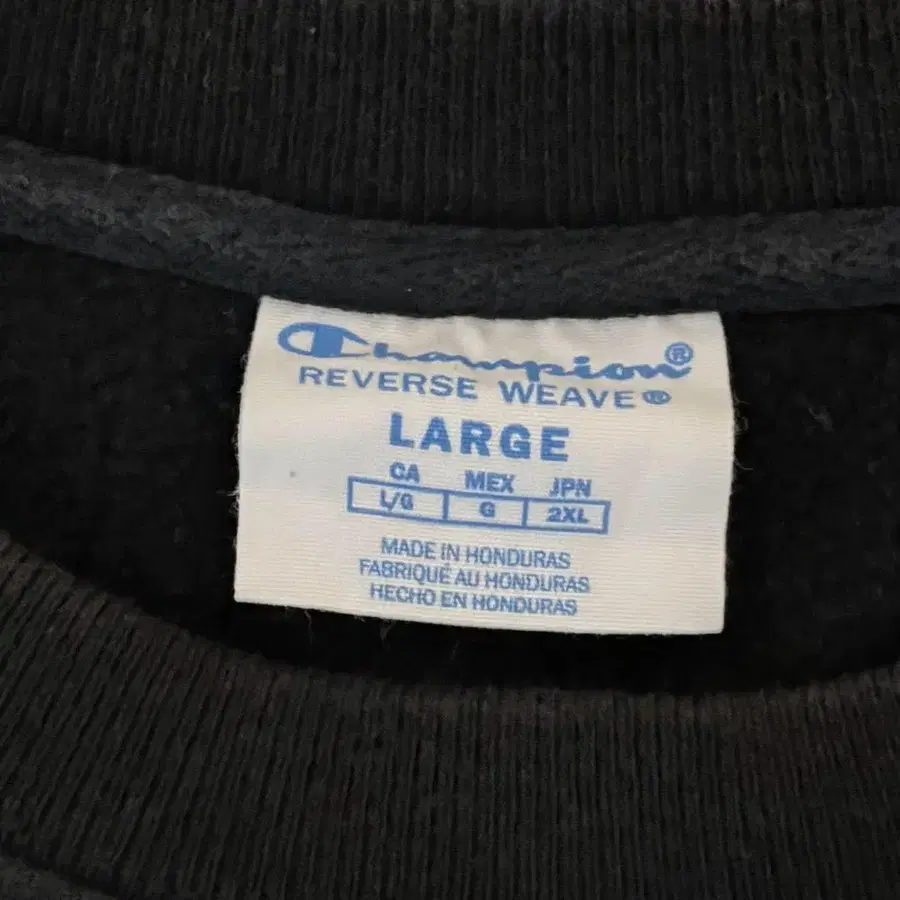 Champion®
REVERSE WEAVE®
LARGE
CA MEX JPN
L/G G 2XL
MADE IN HONDURAS
FABRIQUÉ AU HONDURAS
HECHO EN HONDURAS